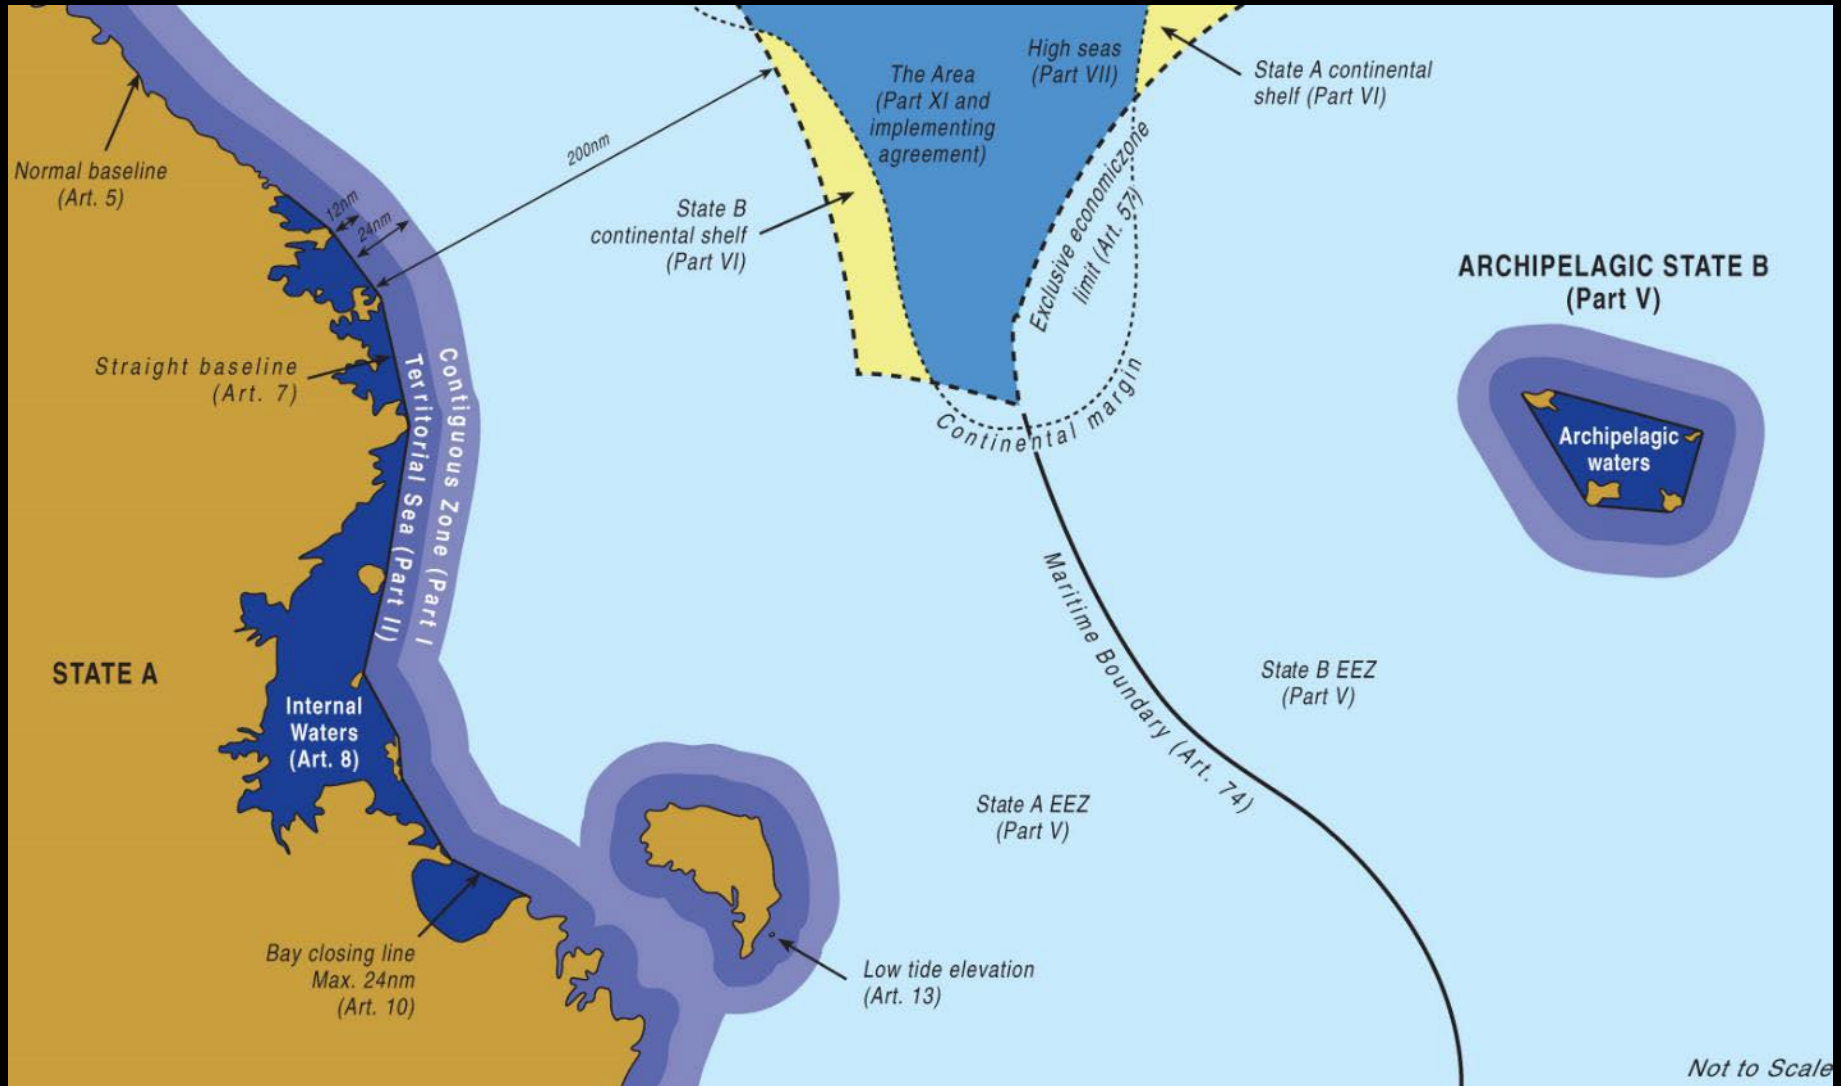 High seas
(Part VII)
The Area
(Part XI and
implementing
agreement)
State A continental
shelf (Part VI)
Normal baseline
(Art. 5)
200nm
12nm
24nm
State B
continental shelf
(Part VI)
Exclusive economiczone
limit (Art. 57)
ARCHIPELAGIC STATE B
(Part V)
Straight baseline
(Art. 7)
Territorial Sea (Part II)
Contiguous Zone (Part I
Continental margin
Archipelagic
waters
Maritime Boundary (Art. 74)
STATE A
Internal
Waters
(Art. 8)
State B EEZ
(Part V)
State A EEZ
(Part V)
Bay closing line
Max. 24nm
(Art. 10)
Low tide elevation
(Art. 13)
Not to Scale